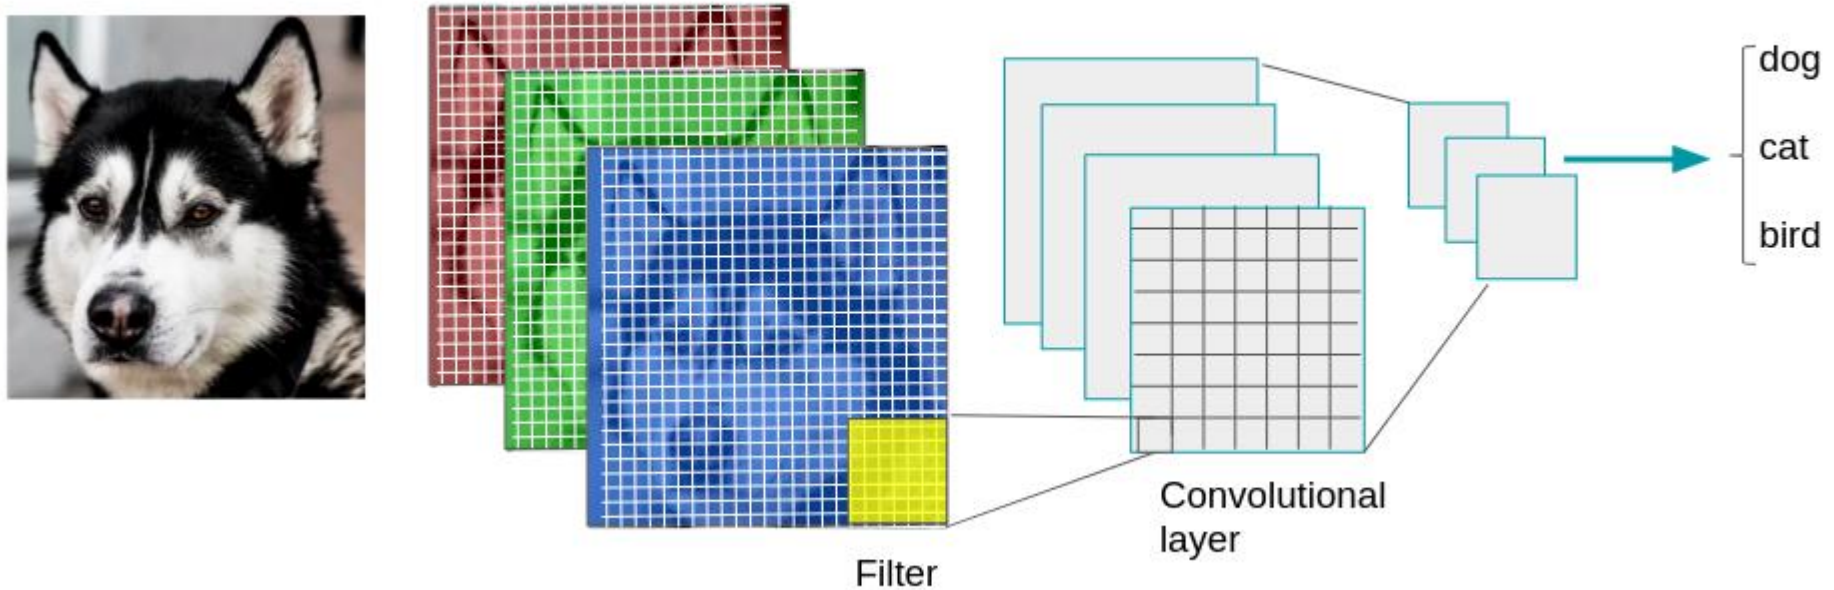 dog
cat
bird
Convolutional
layer
Filter